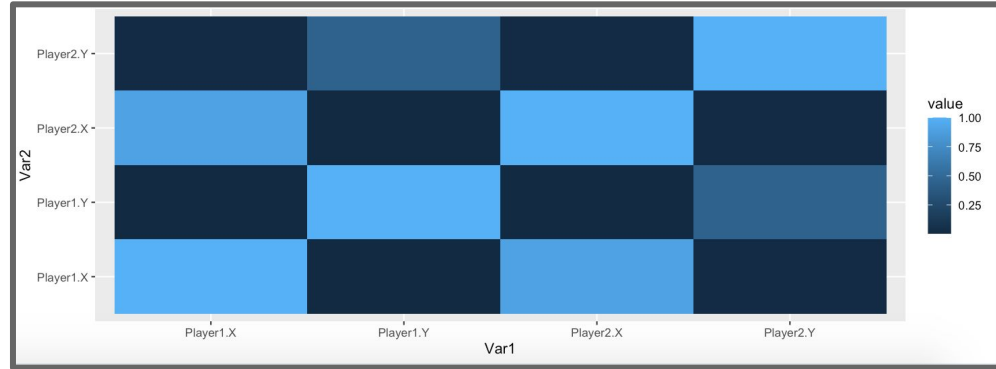 Player2.Y
Player2.X
Player1.Y
Player1.X
Var2
Player1.X Player1.Y Player2.X Player2.Y
Var1
value
1.00
0.75
0.50
0.25